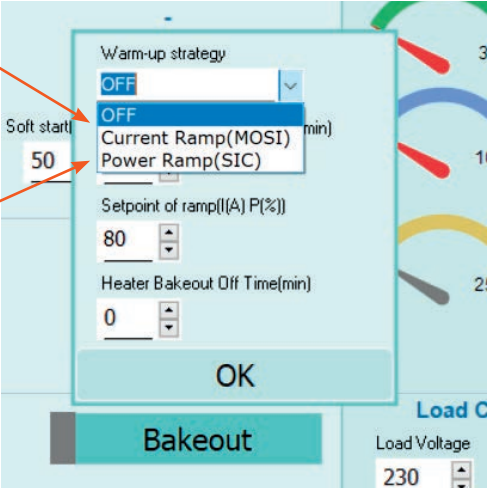 -
Warm-up strategy
OFF
OFF
Current Ramp(MOSI)
min)
Power Ramp(SIC)
Soft start
50
Setpoint of ramp(I(A) P(%))
80
Heater Bakeout Off Time(min)
0
OK
Bakeout
Load
Load Voltage
230